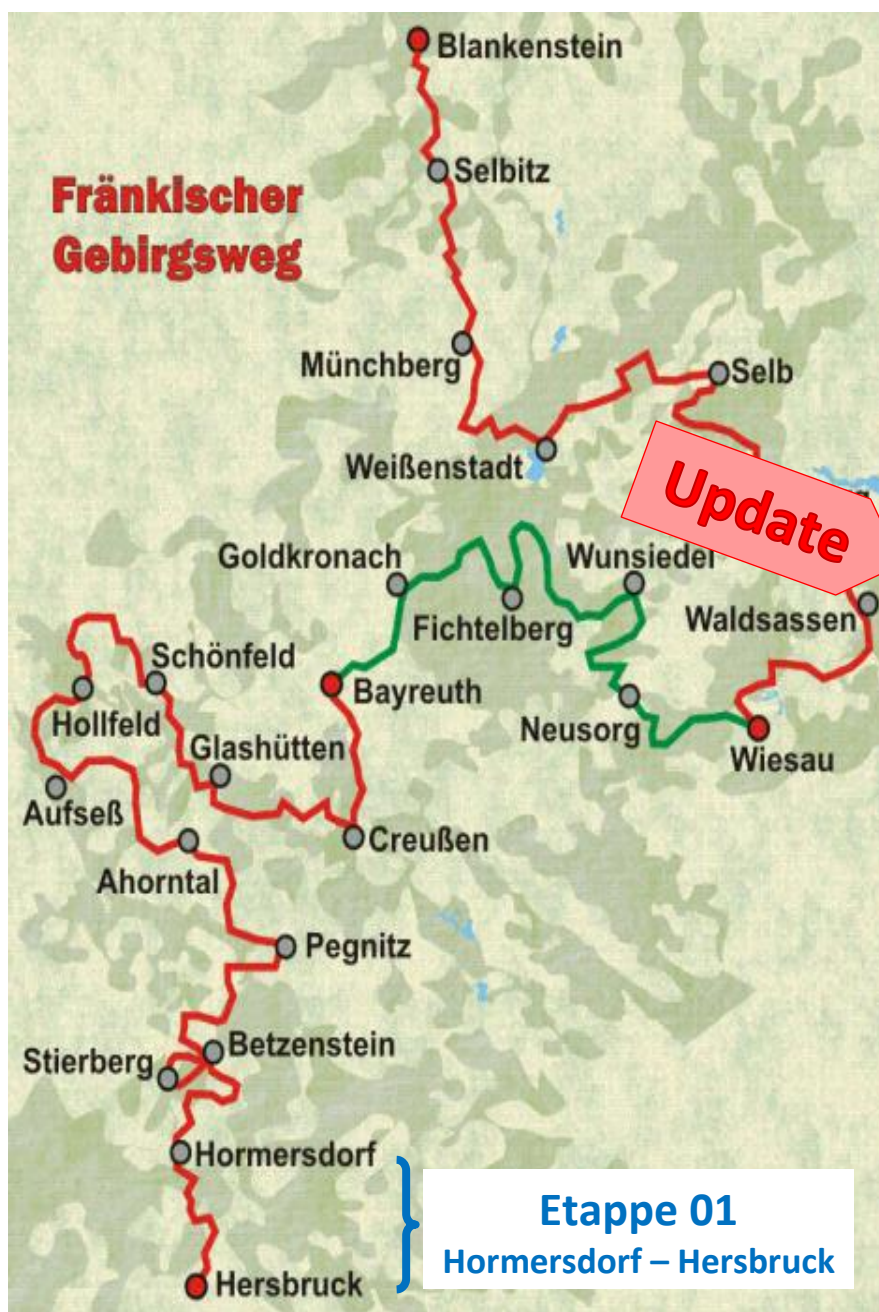 Blankenstein
Selbitz
Fränkischer
Gebirgsweg
Münchberg
Selb
Weißenstadt
Update
Goldkronach
Wunsiedel
Fichtelberg
Waldsassen
Schönfeld
Bayreuth
Hollfeld
Neusorg
Glashütten
Wiesau
Aufseß
Creußen
Ahorntal
Pegnitz
Betzenstein
Stierberg
Hormersdorf
Etappe 01
Hormersdorf – Hersbruck
Hersbruck